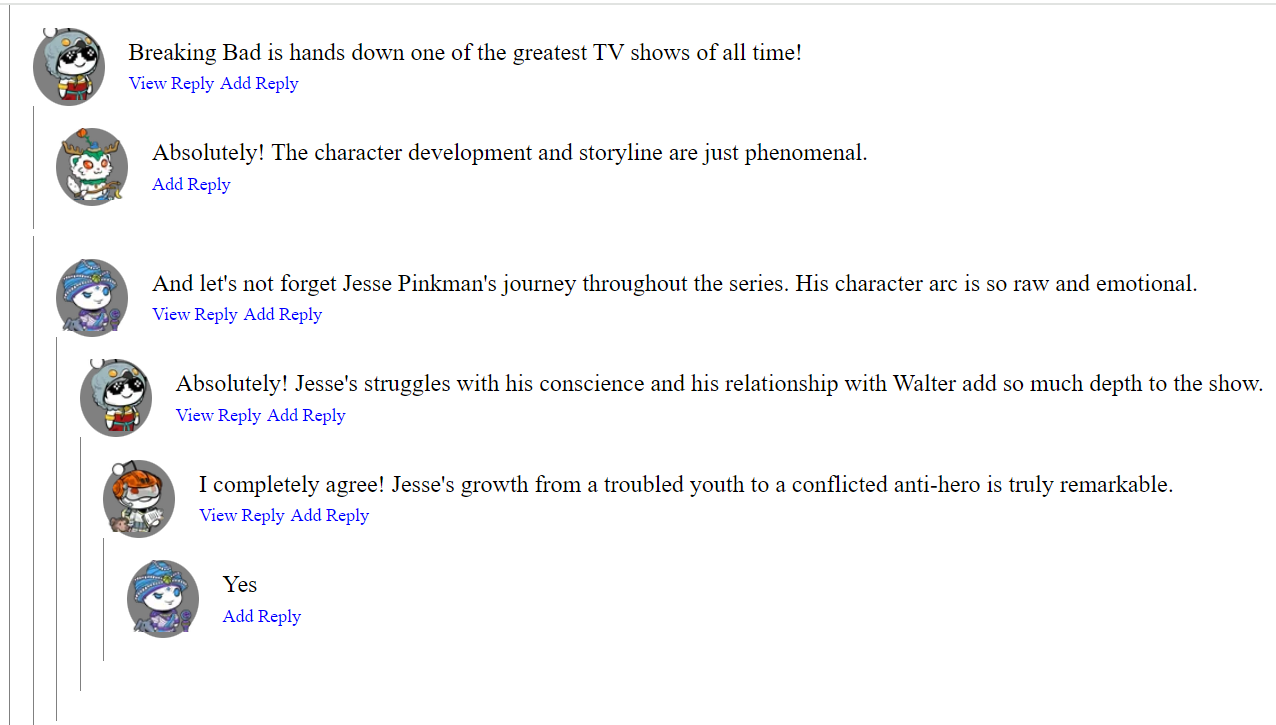 Breaking Bad is hands down one of the greatest TV shows of all time!
View Reply Add Reply
Absolutely! The character development and storyline are just phenomenal.
Add Reply
And let's not forget Jesse Pinkman's journey throughout the series. His character arc is so raw and emotional.
View Reply Add Reply
Absolutely! Jesse's struggles with his conscience and his relationship with Walter add so much depth to the show.
View Reply Add Reply
I completely agree! Jesse's growth from a troubled youth to a conflicted anti-hero is truly remarkable.
View Reply Add Reply
Yes
Add Reply